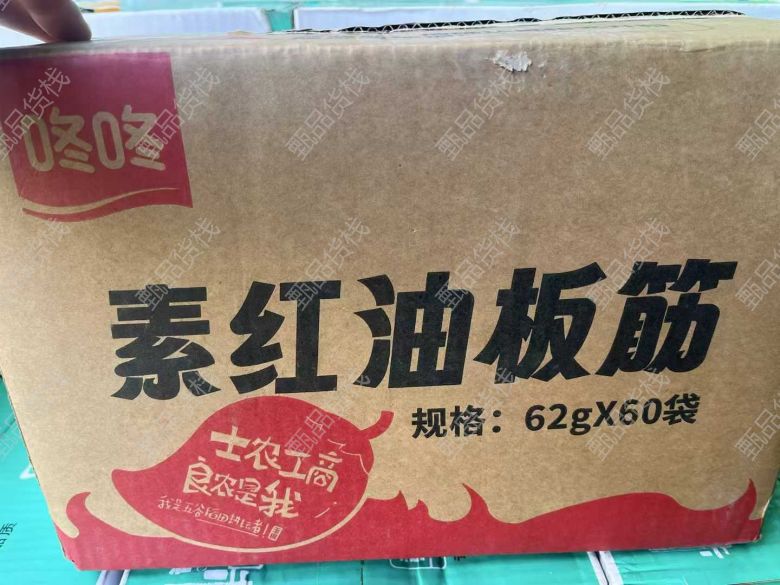 咚咚
素红油板筋
规格：62gX60袋
士农工商
良农是我
甄品货栈